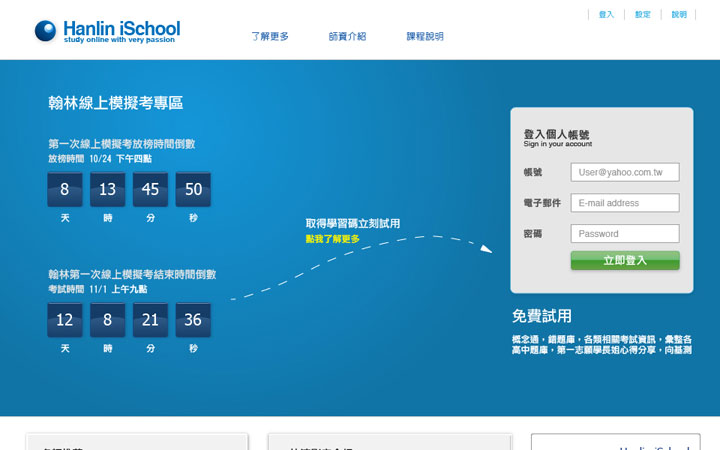 Hanlin iSchool
study online with very passion
了解更多
師資介紹
課程說明
登入
設定
說明
翰林線上模擬考專區
第一次線上模擬考放榜時間倒數
放榜時間 10/24 下午四點
8 13 45 50
天 時 分 秒
取得學習碼立刻試用
點我了解更多
翰林第一次線上模擬考結束時間倒數
考試時間 11/1 上午九點
12 8 21 36
天 時 分 秒
登入個人帳號
Sign in your account
帳號 User@yahoo.com.tw
電子郵件 E-mail address
密碼 Password
立即登入
免費試用
概念通，錯題庫，各類相關考試資訊，彙整各
高中題庫，第一志願學長姐心得分享，向基測
Hanlin iSchool